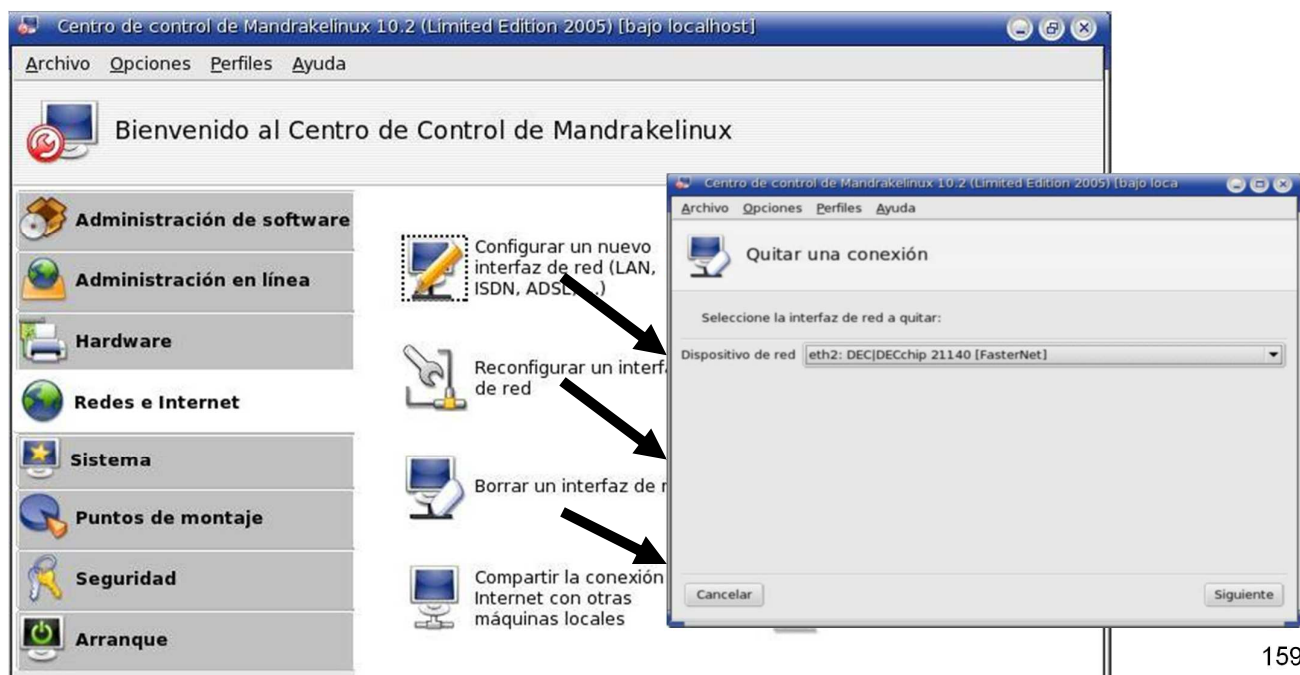 Centro de control de Mandrakelinux 10.2 (Limited Edition 2005) [bajo localhost]
Archivo Opciones Perfiles Ayuda
Bienvenido al Centro de Control de Mandrakelinux
Administración de software
Administración en línea
Hardware
Redes e Internet
Sistema
Puntos de montaje
Seguridad
Arranque
Configurar un nuevo
interfaz de red (LAN,
ISDN, ADSL, ...)
Reconfigurar un interfa
de red
Borrar un interfaz de r
Compartir la conexión
Internet con otras
máquinas locales
Centro de control de Mandrakelinux 10.2 (Limited Edition 2005) [bajo loca
Archivo Opciones Perfiles Ayuda
Quitar una conexión
Seleccione la interfaz de red a quitar:
Dispositivo de red eth2: DEC|DECchip 21140 [FasterNet]
Cancelar Siguiente
159